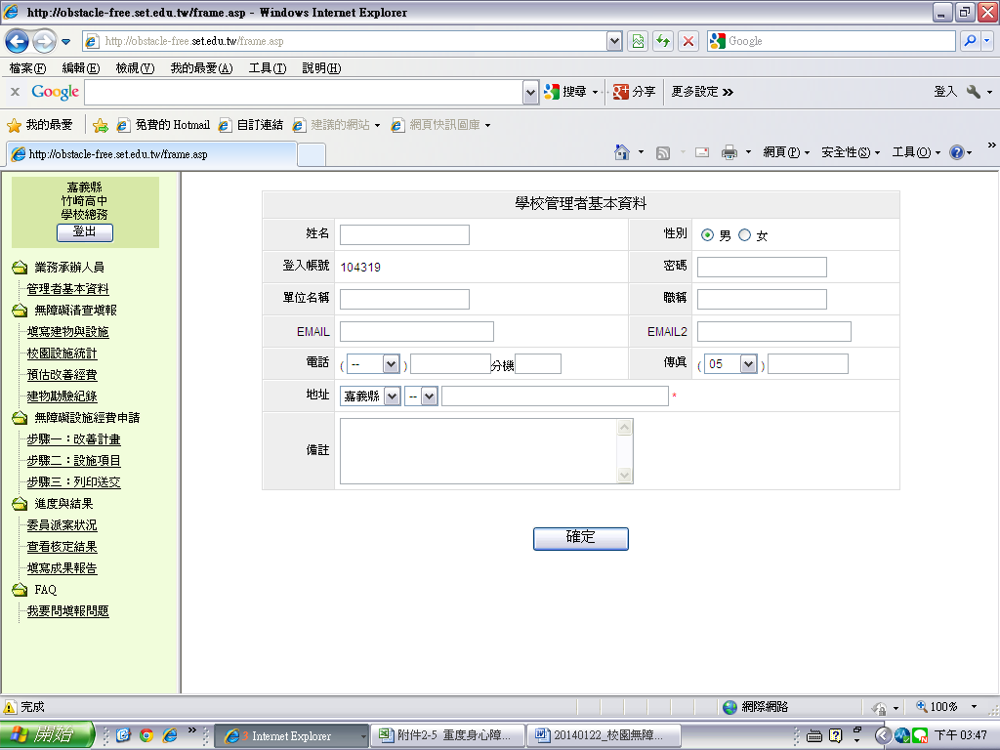 http://obstacle-free.set.edu.tw/frame.asp - Windows Internet Explorer
http://obstacle-free.set.edu.tw/frame.asp
Google
檔案(F) 編輯(E) 檢視(V) 我的最愛(A) 工具(T) 說明(H)
x Google 搜尋 分享 更多設定 » 登入
我的最愛 免費的 Hotmail 自訂連結 建議的網站 網頁快訊圖庫
http://obstacle-free.set.edu.tw/frame.asp 網頁(P) 安全性(S) 工具(O) »
嘉義縣
竹崎高中
學校總務
登出
業務承辦人員
管理者基本資料
無障礙清查填報
填寫建物與設施
校園設施統計
預估改善經費
建物勘驗紀錄
無障礙設施經費申請
步驟一：改善計畫
步驟二：設施項目
步驟三：列印送交
進度與結果
委員派案狀況
查看核定結果
填寫成果報告
FAQ
我要問填報問題
學校管理者基本資料
姓名 性別 男 女
登入帳號 104319 密碼
單位名稱 職稱
EMAIL EMAIL2
電話 ( -- ) 分機 傳真 ( 05 )
地址 嘉義縣 -- *
備註
確定
完成 網際網路 100%
開始 » 3 Internet Explorer 附件2-5 重度身心障... 20140122_校園無障... 下午 03:47